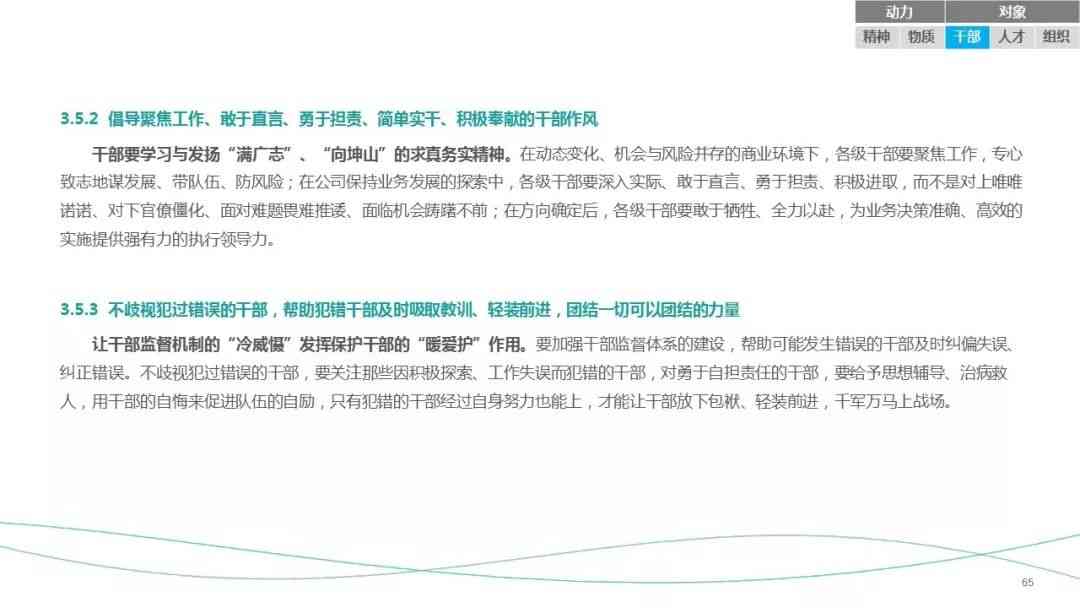 动力 对象
精神 物质 干部 人才 组织
3.5.2 倡导聚焦工作、敢于直言、勇于担责、简单实干、积极奉献的干部作风
干部要学习与发扬“满广志”、“向坤山”的求真务实精神。在动态变化、机会与风险并存的商业环境下，各级干部要聚焦工作，专心
致志地谋发展、带队伍、防风险；在公司保持业务发展的探索中，各级干部要深入实际、敢于直言、勇于担责、积极进取，而不是对上唯唯
诺诺、对下官僚僵化、面对难题畏难推诿、面临机会踌躇不前；在方向确定后，各级干部要敢于牺牲、全力以赴，为业务决策准确、高效的
实施提供强有力的执行领导力。
3.5.3 不歧视犯过错误的干部，帮助犯错干部及时吸取教训、轻装前进，团结一切可以团结的力量
让干部监督机制的“冷威慑”发挥保护干部的“暖爱护”作用。要加强干部监督体系的建设，帮助可能发生错误的干部及时纠偏失误、
纠正错误。不歧视犯过错误的干部，要关注那些因积极探索、工作失误而犯错的干部，对勇于自担责任的干部，要给予思想辅导、治病救
人，用干部的自悔来促进队伍的自励，只有犯错的干部经过自身努力也能上，才能让干部放下包袱、轻装前进，千军万马上战场。
65